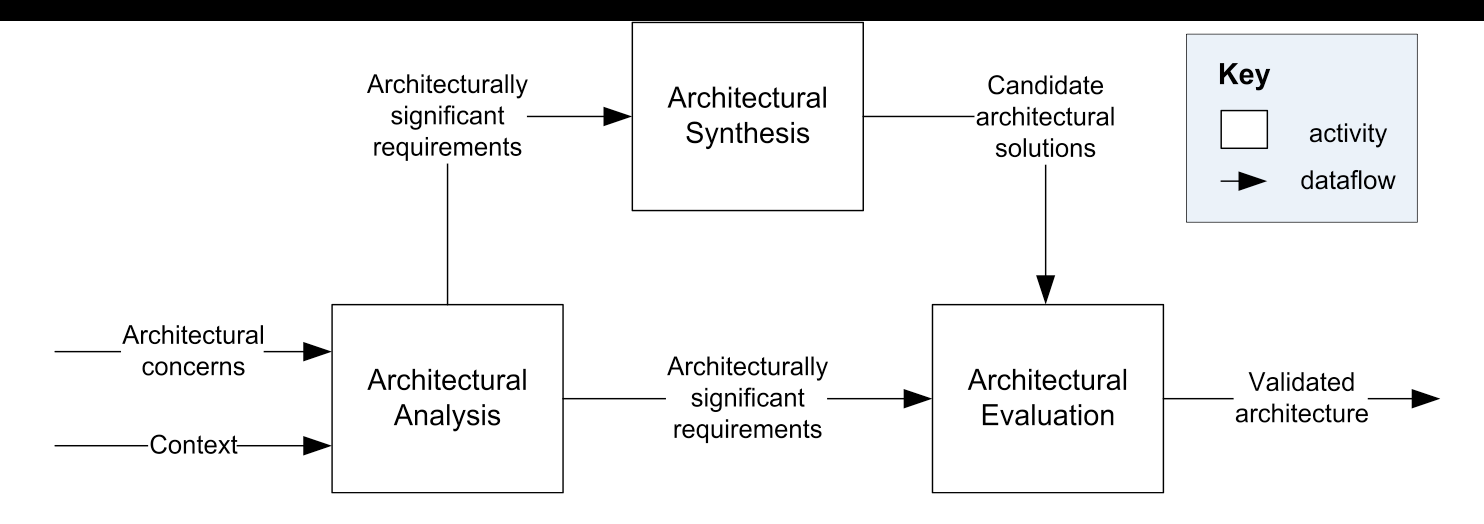 Architecturally
significant
requirements
Architectural
Synthesis
Candidate
architectural
solutions
Key
activity
dataflow
Architectural
concerns
Context
Architectural
Analysis
Architecturally
significant
requirements
Architectural
Evaluation
Validated
architecture